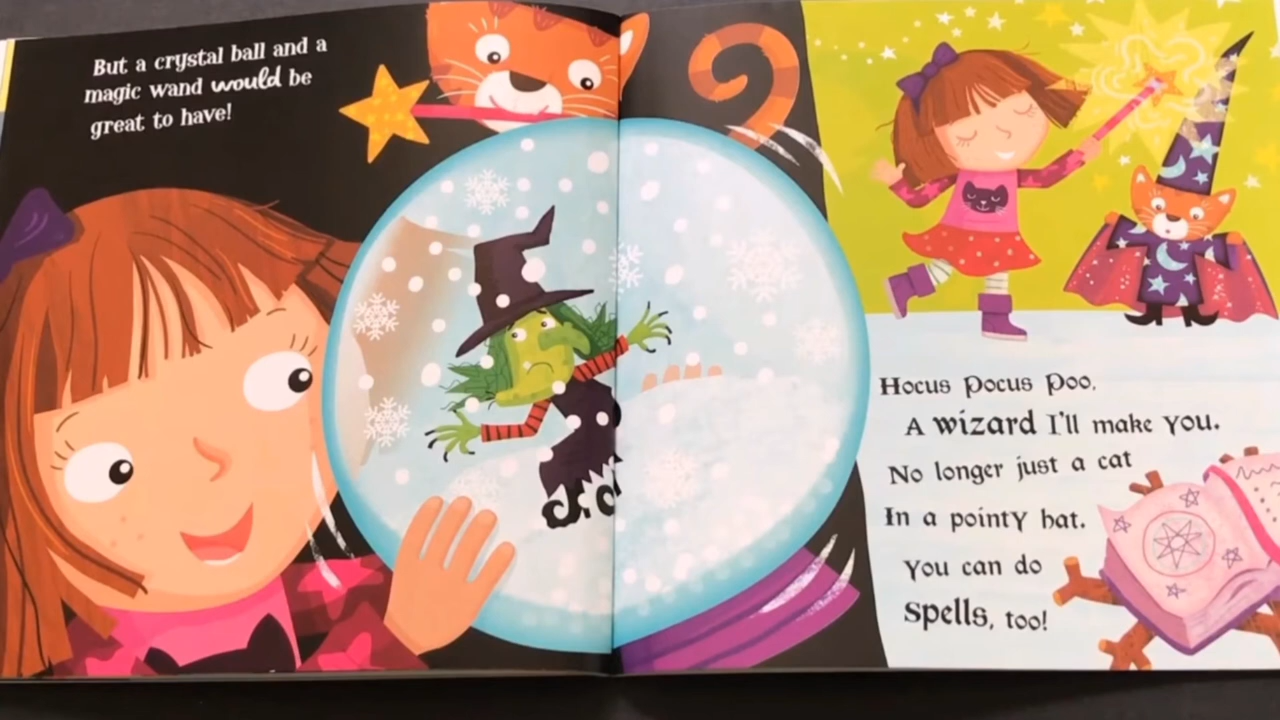 But a crystal ball and a
magic wand would be
great to have!
Hocus Pocus Poo,
A wizard I'll make you.
No longer just a cat
In a pointy hat.
You can do
spells, too!